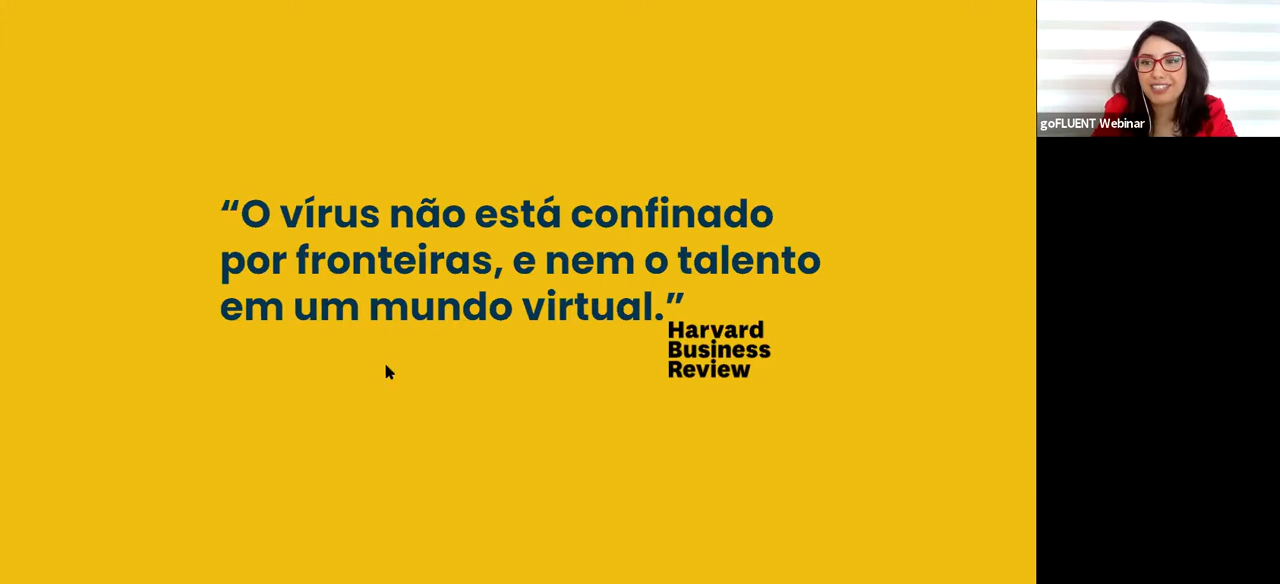 “O vírus não está confinado
por fronteiras, e nem o talento
em um mundo virtual.”
Harvard
Business
Review
goFLUENT Webinar